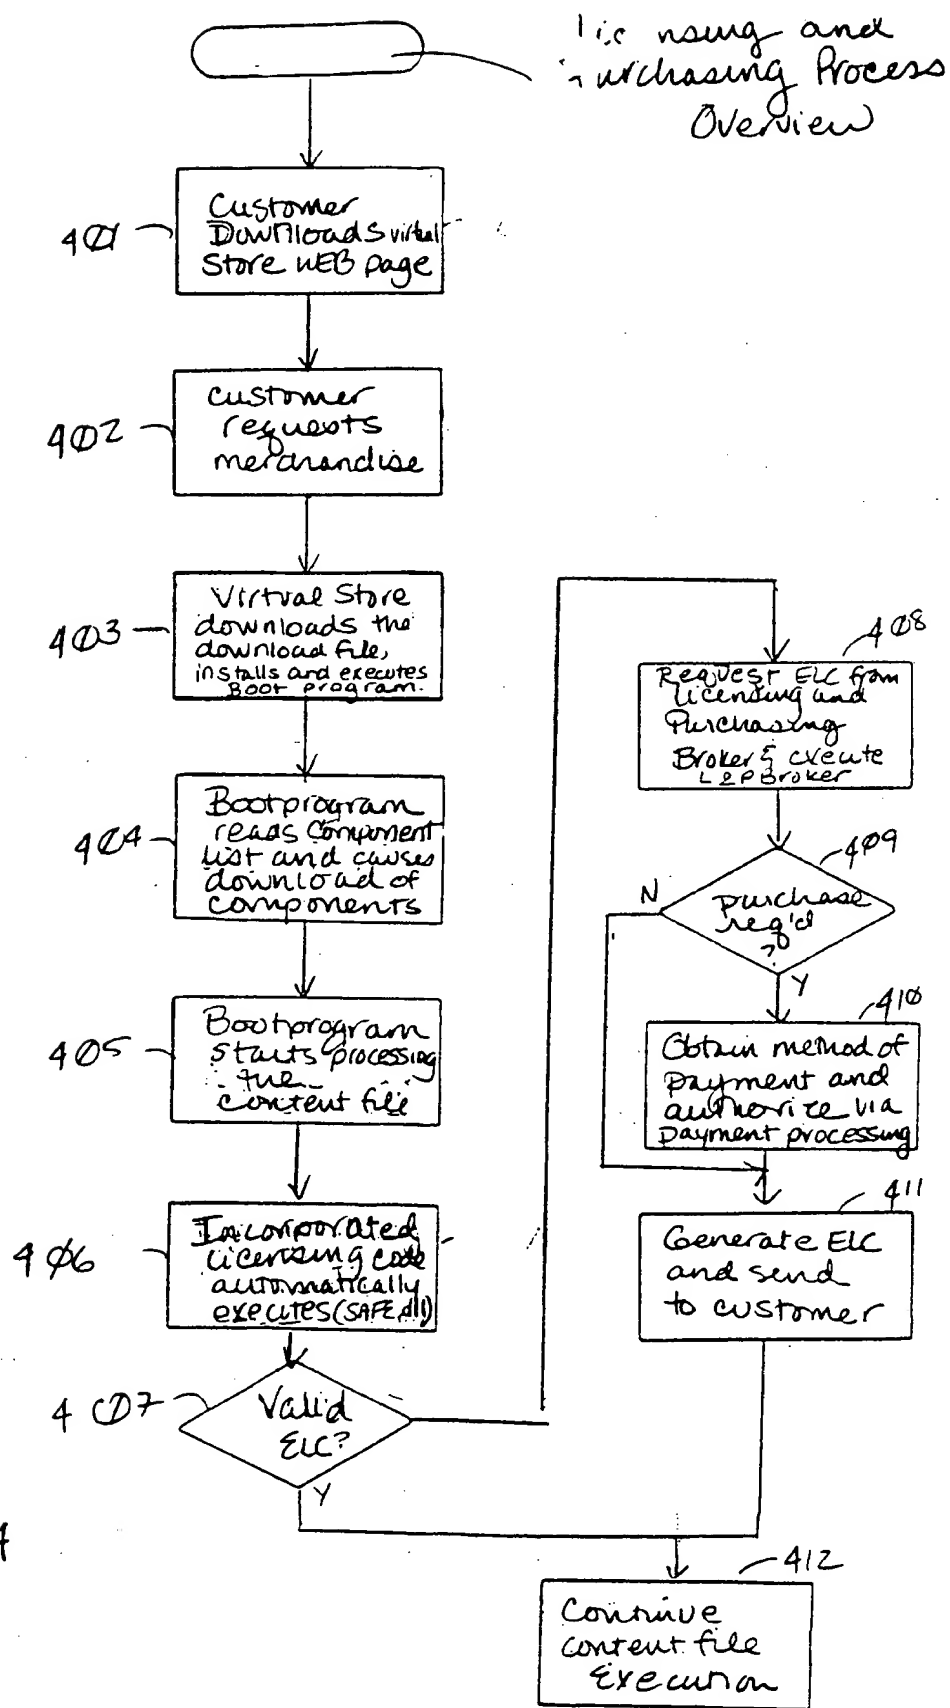 and
Process
Overview
401
Customer
Downloads virtual
Store WEB page
402
Customer
requests
merchandise
403
Virtual Store
downloads the
download file,
installs and executes
Boot program.
404
Bootprogram
reads Component
list and causes
download of
components
405
Bootprogram
starts processing
the
content file
406
Incorporated
licensing code
automatically
executes (SAFE.dll)
407
Valid
ELC?
Y
408
Request ELC from
licensing and
Purchasing
Broker & execute
L&P Broker
409
purchase
req'd
?
N
Y
410
Obtain method of
payment and
authorize via
payment processing
411
Generate ELC
and send
to customer
412
Continue
content file
Execution
4